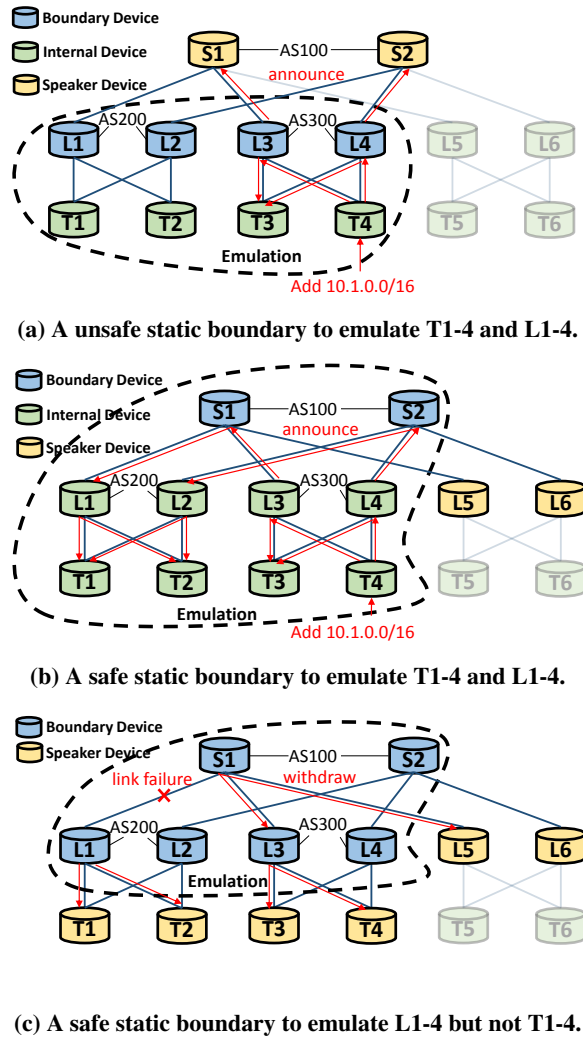 Boundary Device
Internal Device
Speaker Device
S1
AS100
S2
announce
AS200
AS300
L1
L2
L3
L4
L5
L6
T1
T2
T3
T4
T5
T6
Emulation
Add 10.1.0.0/16
(a) A unsafe static boundary to emulate T1-4 and L1-4.
Boundary Device
Internal Device
Speaker Device
S1
AS100
S2
announce
AS200
AS300
L1
L2
L3
L4
L5
L6
T1
T2
T3
T4
T5
T6
Emulation
Add 10.1.0.0/16
(b) A safe static boundary to emulate T1-4 and L1-4.
Boundary Device
Speaker Device
S1
AS100
S2
link failure
withdraw
AS200
AS300
L1
L2
L3
L4
L5
L6
Emulation
T1
T2
T3
T4
T5
T6
(c) A safe static boundary to emulate L1-4 but not T1-4.